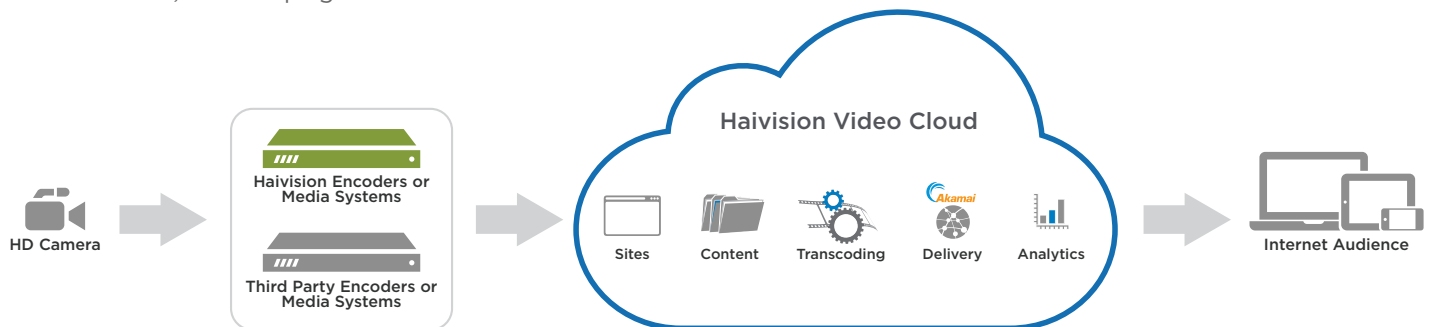 HD Camera
Haivision Encoders or
Media Systems
Third Party Encoders or
Media Systems
Haivision Video Cloud
Sites
Content
Transcoding
Akamai
Delivery
Analytics
Internet Audience